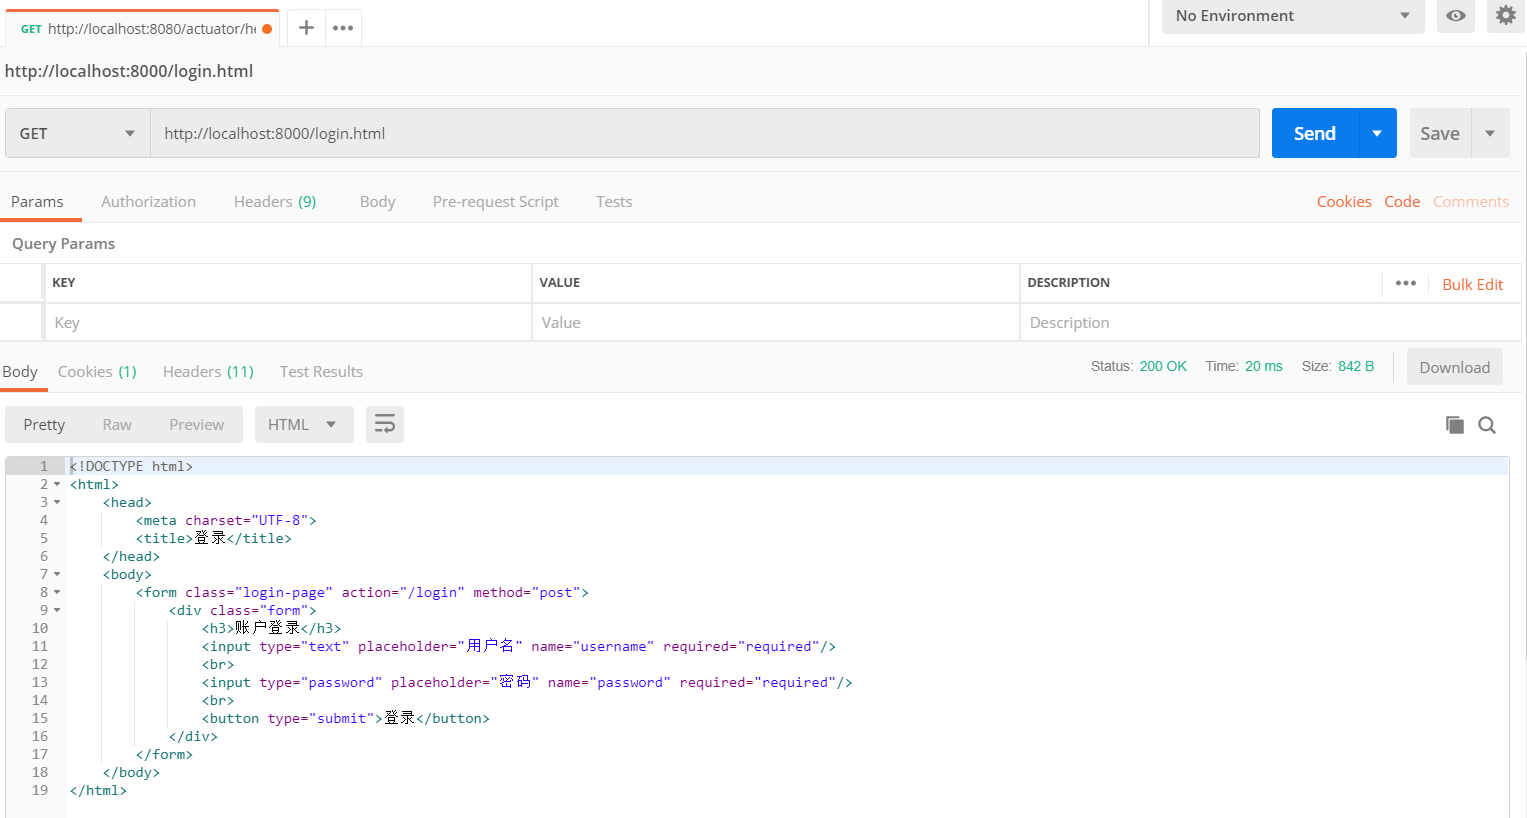 GET http://localhost:8080/actuator/he
No Environment
http://localhost:8000/login.html
GET http://localhost:8000/login.html Send Save
Params Authorization Headers (9) Body Pre-request Script Tests Cookies Code Comments
Query Params
KEY VALUE DESCRIPTION Bulk Edit
Key Value Description
Body Cookies (1) Headers (11) Test Results Status: 200 OK Time: 20 ms Size: 842 B Download
Pretty Raw Preview HTML
1 <!DOCTYPE html>
2 <html>
3 <head>
4 <meta charset="UTF-8">
5 <title>登录</title>
6 </head>
7 <body>
8 <form class="login-page" action="/login" method="post">
9 <div class="form">
10 <h3>账户登录</h3>
11 <input type="text" placeholder="用户名" name="username" required="required"/>
12 <br>
13 <input type="password" placeholder="密码" name="password" required="required"/>
14 <br>
15 <button type="submit">登录</button>
16 </div>
17 </form>
18 </body>
19 </html>